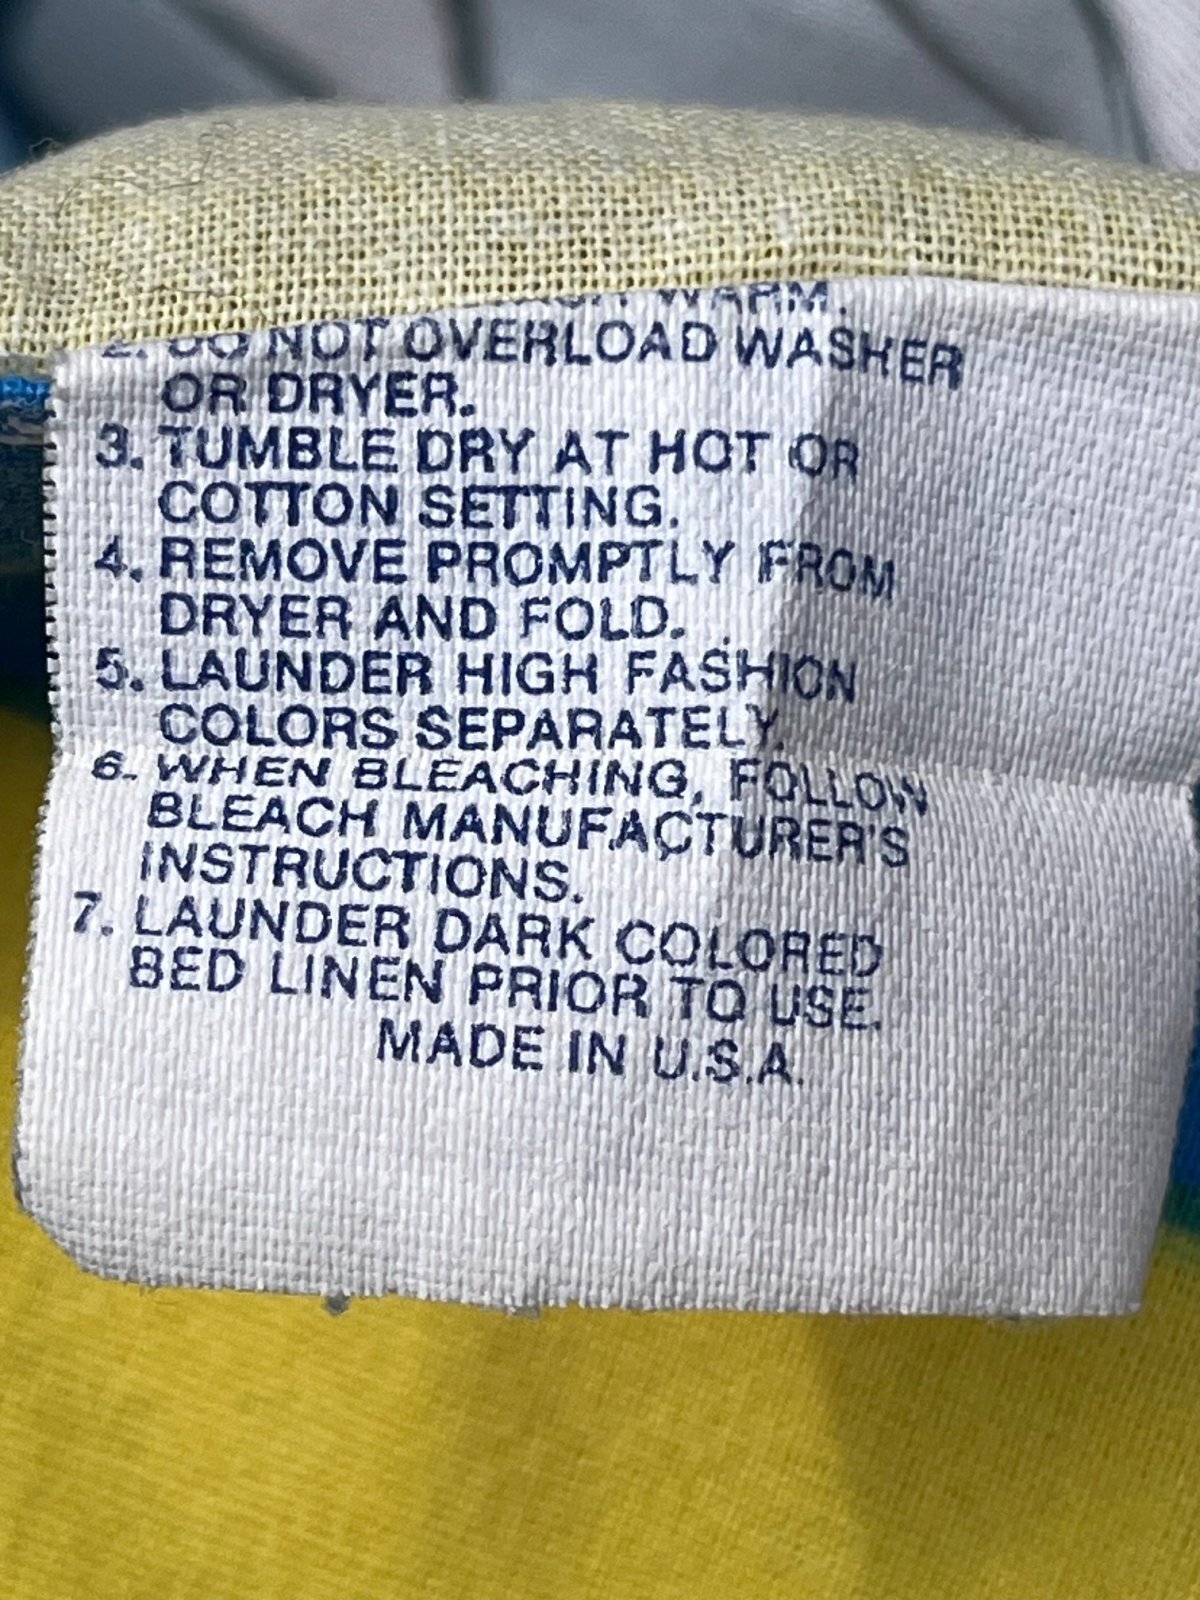 WARM.
2. DO NOT OVERLOAD WASHER
OR DRYER.
3. TUMBLE DRY AT HOT OR
COTTON SETTING.
4. REMOVE PROMPTLY FROM
DRYER AND FOLD.
5. LAUNDER HIGH FASHION
COLORS SEPARATELY.
6. WHEN BLEACHING, FOLLOW
BLEACH MANUFACTURER'S
INSTRUCTIONS.
7. LAUNDER DARK COLORED
BED LINEN PRIOR TO USE.
MADE IN U.S.A.